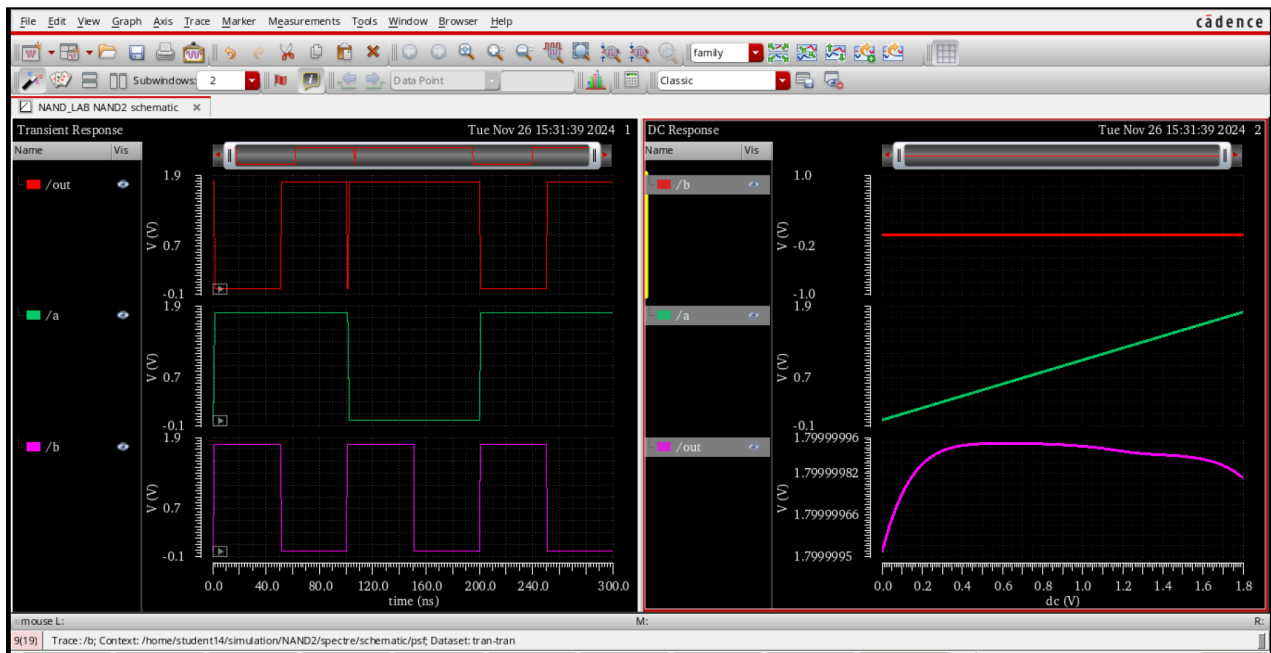 File Edit View Graph Axis Trace Marker Measurements Tools Window Browser Help cādence
family
Subwindows: 2 Data Point Classic
NAND_LAB NAND2 schematic ×
Transient Response Tue Nov 26 15:31:39 2024 1
Name Vis
/out
1.9
V (V) 0.7
-0.1
/a
1.9
V (V) 0.7
-0.1
/b
1.9
V (V) 0.7
-0.1
0.0 40.0 80.0 120.0 160.0 200.0 240.0 300.0
time (ns)
DC Response Tue Nov 26 15:31:39 2024 2
Name Vis
/b
1.0
V (V) -0.2
-1.0
/a
1.9
V (V) 0.7
-0.1
/out
1.79999996
1.79999982
V (V)
1.79999966
1.7999995
0.0 0.2 0.4 0.6 0.8 1.0 1.2 1.4 1.6 1.8
dc (V)
mouse L: M: R:
9(19) Trace: /b; Context: /home/student14/simulation/NAND2/spectre/schematic/psf; Dataset: tran-tran